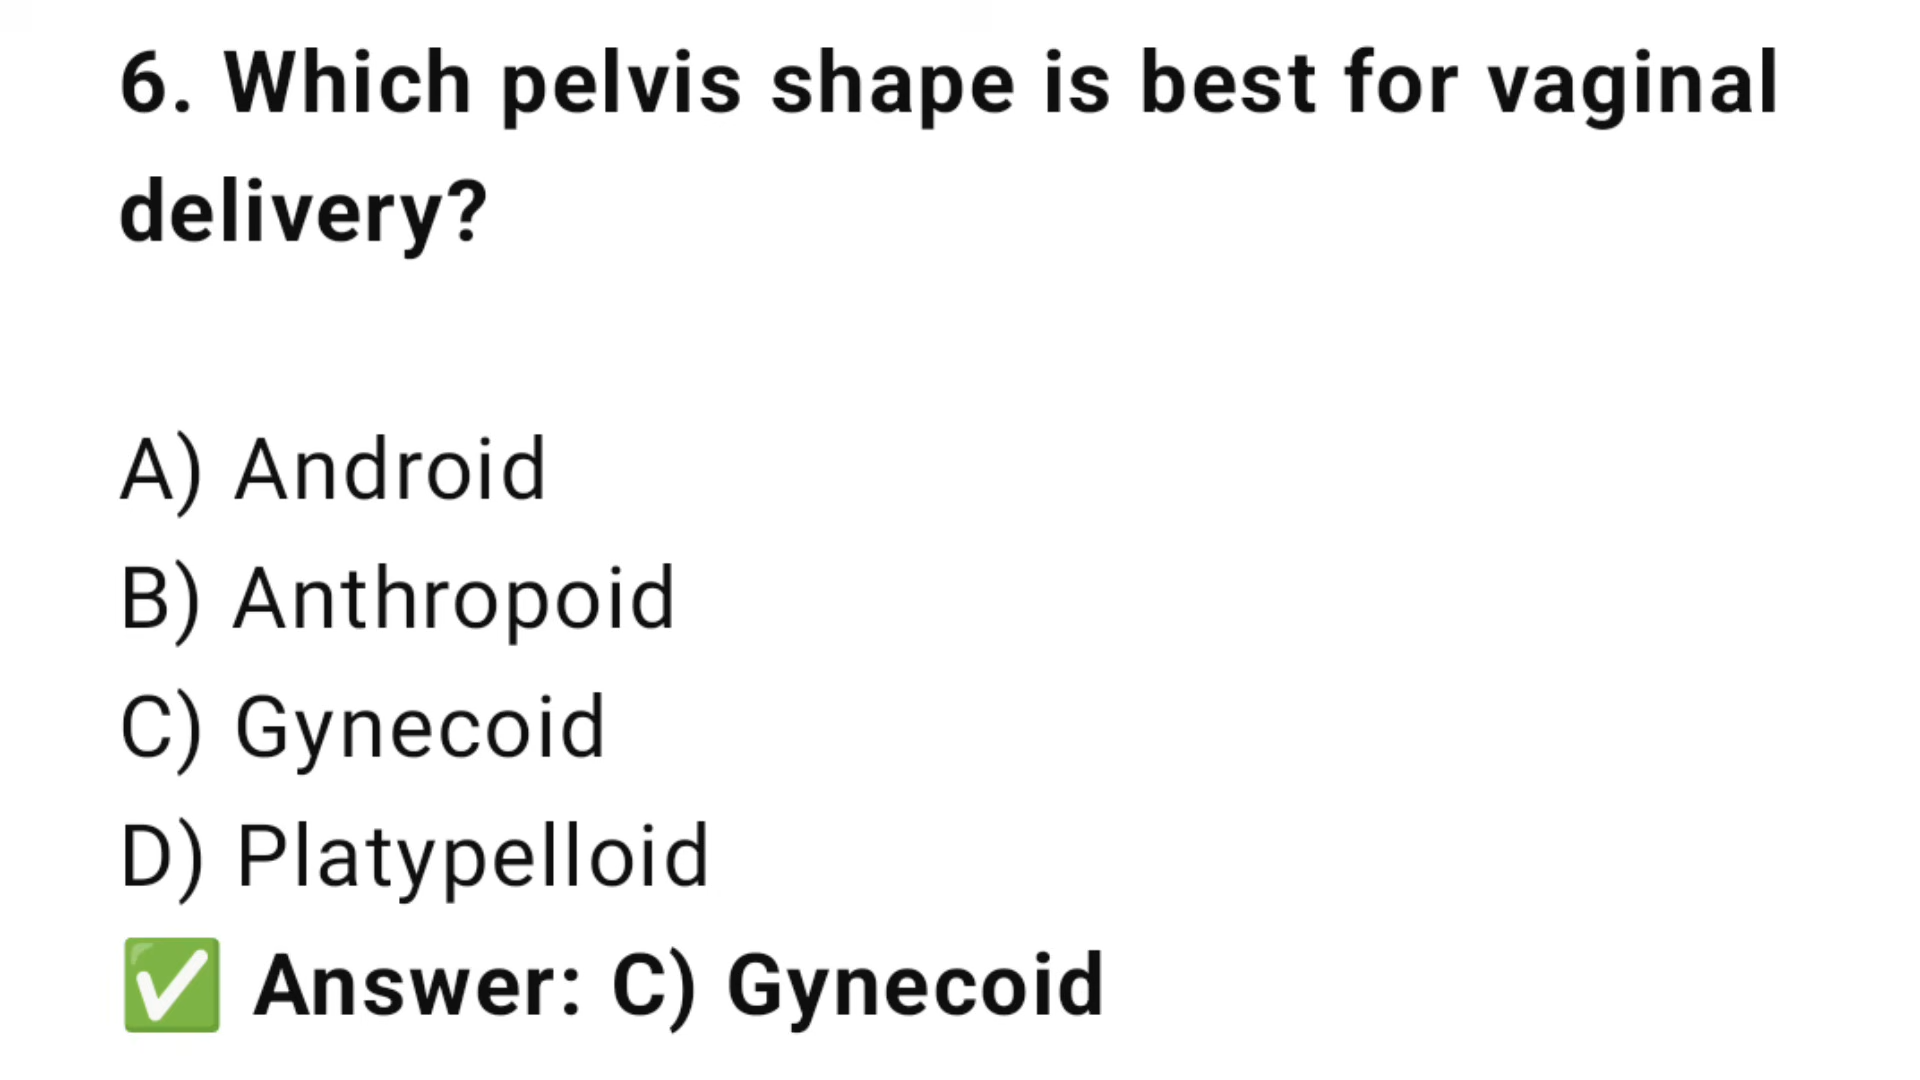 6. Which pelvis shape is best for vaginal
delivery?
A) Android
B) Anthropoid
C) Gynecoid
D) Platypelloid
✅ Answer: C) Gynecoid